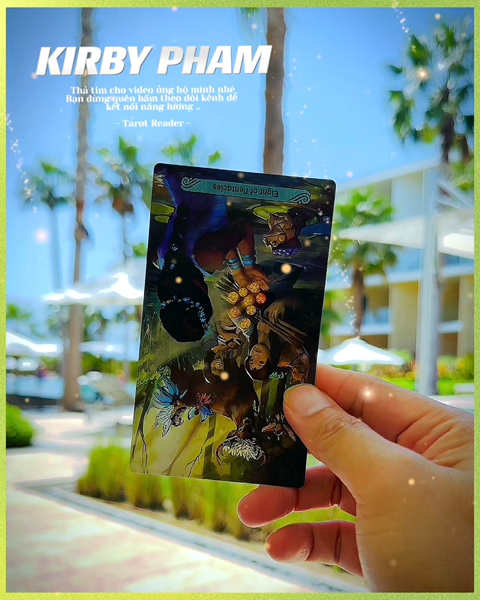 KIRBY PHAM
Thả tim cho video ủng hộ mình nhé
Bạn đừng quên bấm theo dõi kênh để
kết nối năng lượng ..
- Tarot Reader -
Eight of Pentacles